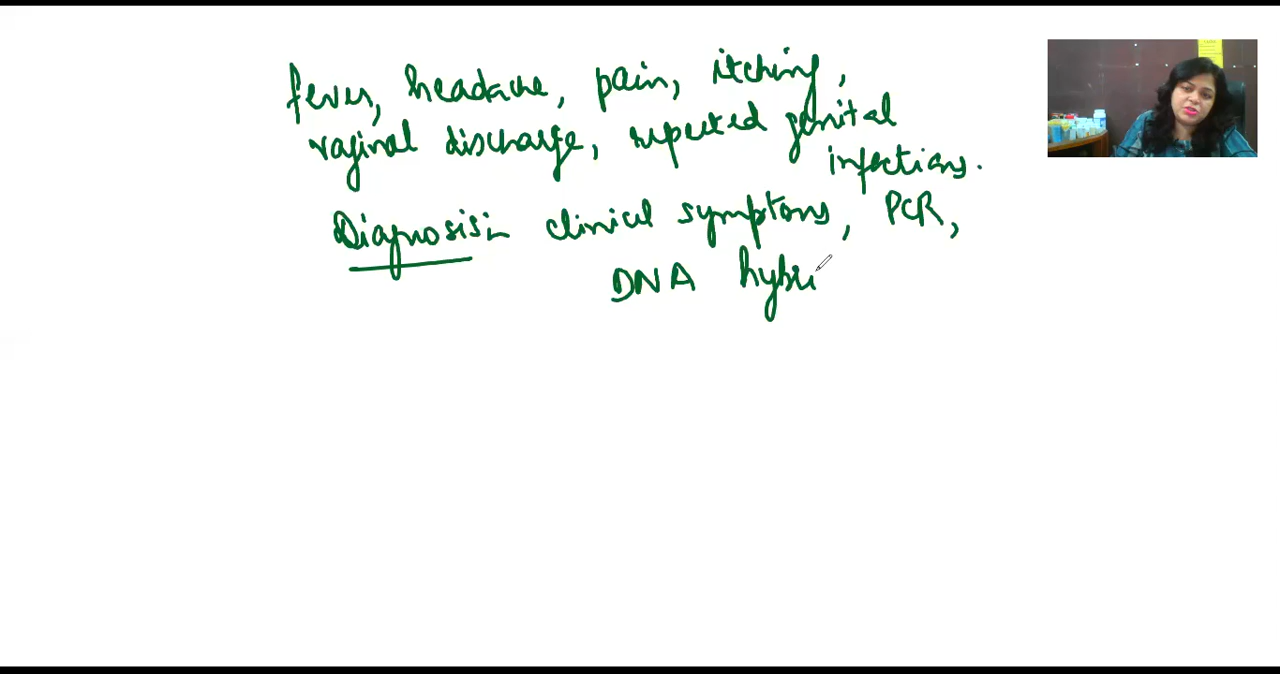 fever, headache, pain, itching,
vaginal discharge, repeated genital
infections.
Diagnosis:- clinical symptoms, PCR,
DNA hybri